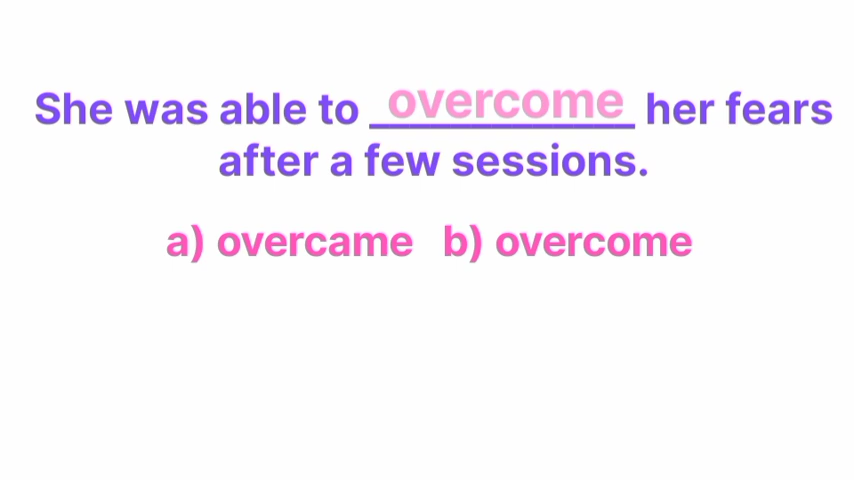 She was able to overcome her fears
after a few sessions.
a) overcame b) overcome